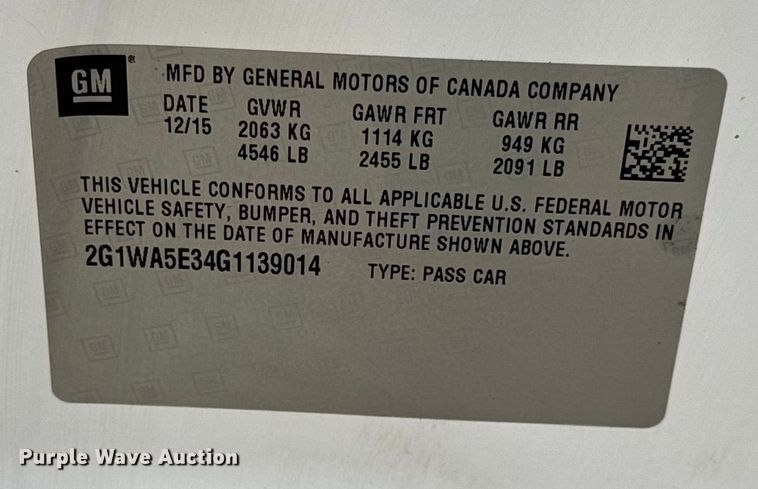 GM®
MFD BY GENERAL MOTORS OF CANADA COMPANY
DATE GVWR GAWR FRT GAWR RR
12/15 2063 KG 1114 KG 949 KG
4546 LB 2455 LB 2091 LB
THIS VEHICLE CONFORMS TO ALL APPLICABLE U.S. FEDERAL MOTOR
VEHICLE SAFETY, BUMPER, AND THEFT PREVENTION STANDARDS IN
EFFECT ON THE DATE OF MANUFACTURE SHOWN ABOVE.
2G1WA5E34G1139014 TYPE: PASS CAR
Purple Wave Auction